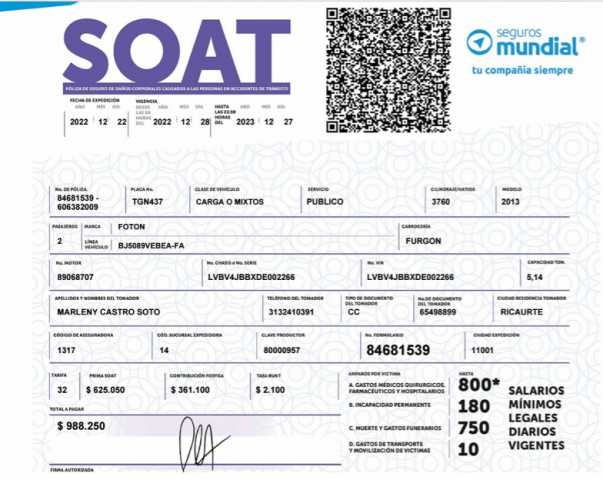 SOAT
seguros
mundial®
tu compañía siempre
PÓLIZA DE SEGURO DE DAÑOS CORPORALES CAUSADOS A LAS PERSONAS EN ACCIDENTES DE TRÁNSITO
FECHA DE EXPEDICIÓN
AÑO MES DÍA
2022 12 22
VIGENCIA
DESDE LAS 00 HORAS DEL
AÑO MES DÍA
2022 12 28
HASTA LAS 23:59 HORAS DEL
AÑO MES DÍA
2023 12 27
No. DE PÓLIZA PLACA No. CLASE DE VEHÍCULO SERVICIO CILINDRAJE/VATIOS MODELO
84681539 - TGN437 CARGA O MIXTOS PUBLICO 3760 2013
606382009
PASAJEROS MARCA FOTON CARROCERÍA
2 LÍNEA VEHÍCULO BJ5089VEBEA-FA FURGON
No. MOTOR No. CHASIS o No. SERIE No. VIN CAPACIDAD TON.
89068707 LVBV4JBBXDE002266 LVBV4JBBXDE002266 5,14
APELLIDOS Y NOMBRES DEL TOMADOR TELÉFONO DEL TOMADOR TIPO DE DOCUMENTO DEL TOMADOR No. DE DOCUMENTO DEL TOMADOR CIUDAD RESIDENCIA TOMADOR
MARLENY CASTRO SOTO 3132410391 CC 65498899 RICAURTE
CÓDIGO DE ASEGURADORA CÓD. SUCURSAL EXPEDIDORA CLAVE PRODUCTOR No. FORMULARIO CIUDAD EXPEDICIÓN
1317 14 80000957 84681539 11001
TARIFA PRIMA SOAT CONTRIBUCIÓN FOSYGA TASA RUNT
32 $ 625.050 $ 361.100 $ 2.100
TOTAL A PAGAR
$ 988.250
FIRMA AUTORIZADA
AMPAROS POR VÍCTIMA HASTA
A. GASTOS MÉDICOS QUIRURGICOS, FARMACÉUTICOS Y HOSPITALARIOS 800*
B. INCAPACIDAD PERMANENTE 180
C. MUERTE Y GASTOS FUNERARIOS 750
D. GASTOS DE TRANSPORTE Y MOVILIZACIÓN DE VÍCTIMAS 10
SALARIOS
MÍNIMOS
LEGALES
DIARIOS
VIGENTES